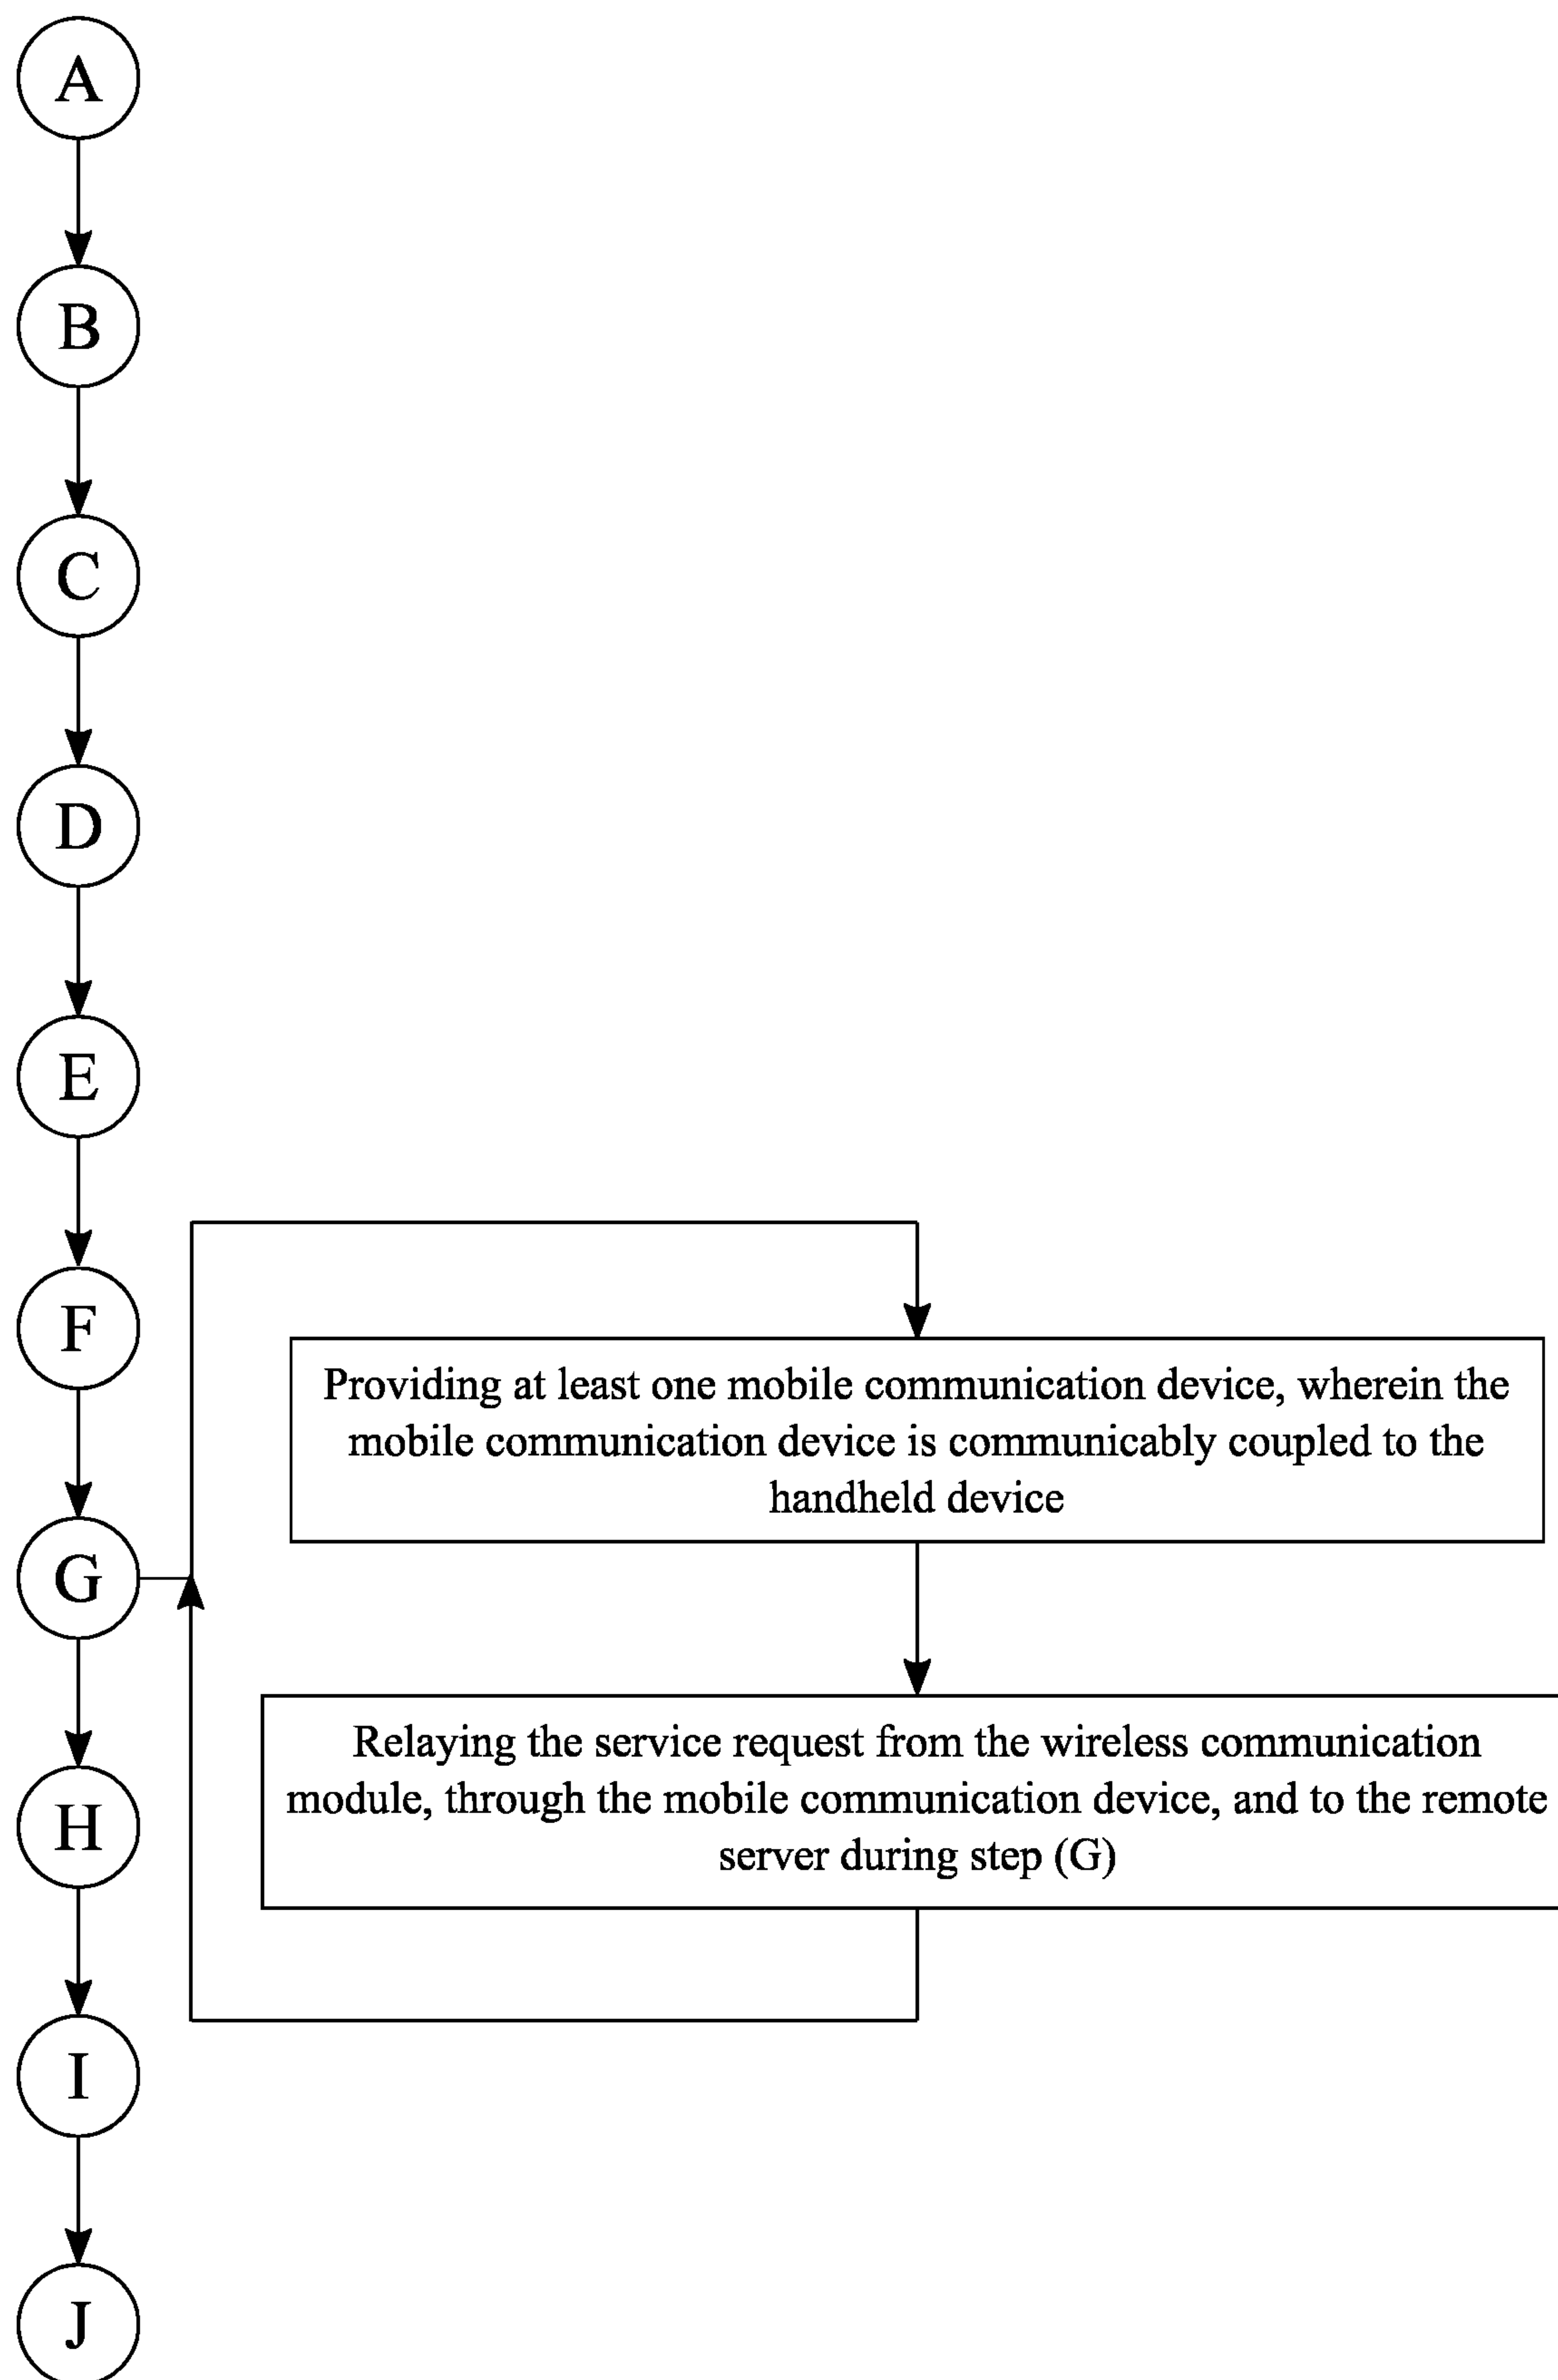 A
B
C
D
E
F
Providing at least one mobile communication device, wherein the
mobile communication device is communicably coupled to the
handheld device
G
Relaying the service request from the wireless communication
module, through the mobile communication device, and to the remote
server during step (G)
H
I
J